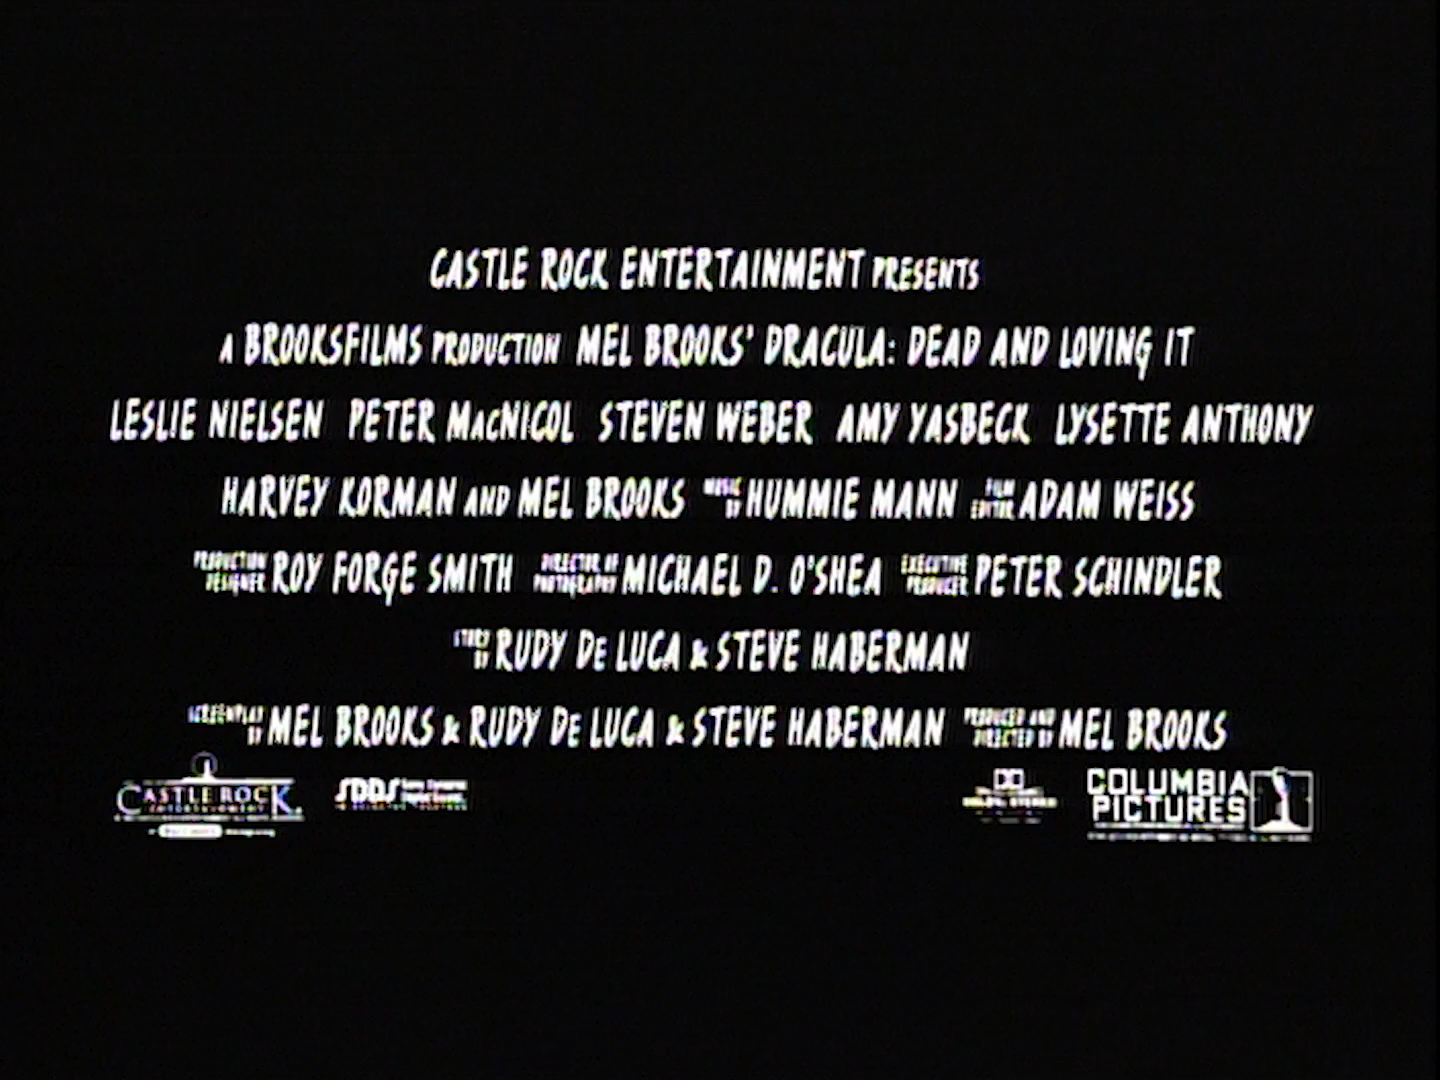 CASTLE ROCK ENTERTAINMENT PRESENTS
A BROOKSFILMS PRODUCTION MEL BROOKS' DRACULA: DEAD AND LOVING IT
LESLIE NIELSEN PETER MacNICOL STEVEN WEBER AMY YASBECK LYSETTE ANTHONY
HARVEY KORMAN AND MEL BROOKS MUSIC BY HUMMIE MANN FILM EDITOR ADAM WEISS
PRODUCTION DESIGNER ROY FORGE SMITH DIRECTOR OF PHOTOGRAPHY MICHAEL D. O'SHEA EXECUTIVE PRODUCER PETER SCHINDLER
STORY BY RUDY De LUCA & STEVE HABERMAN
SCREENPLAY BY MEL BROOKS & RUDY De LUCA & STEVE HABERMAN PRODUCED AND DIRECTED BY MEL BROOKS
CASTLE ROCK ENTERTAINMENT SDDS DOLBY STEREO COLUMBIA PICTURES